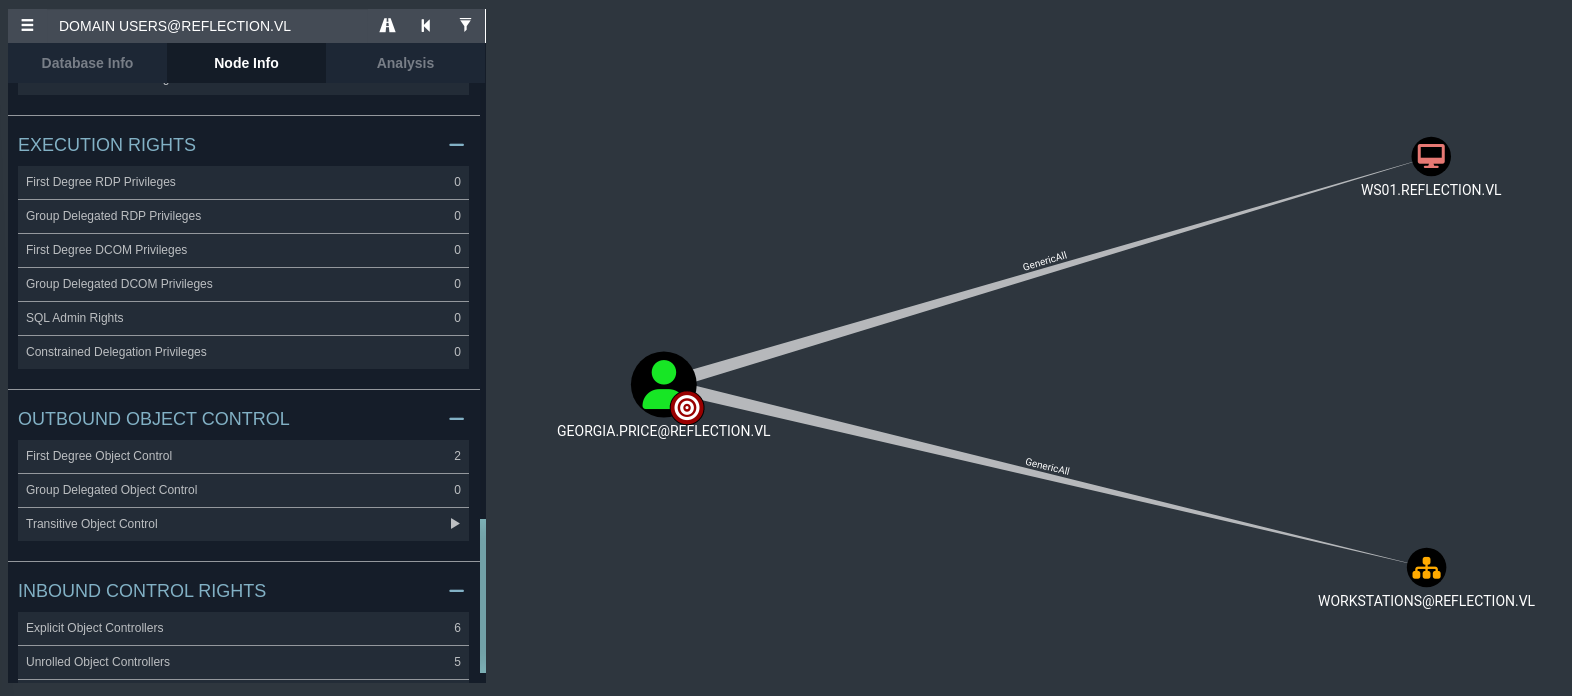 DOMAIN USERS@REFLECTION.VL
Database Info
Node Info
Analysis
EXECUTION RIGHTS
First Degree RDP Privileges 0
Group Delegated RDP Privileges 0
First Degree DCOM Privileges 0
Group Delegated DCOM Privileges 0
SQL Admin Rights 0
Constrained Delegation Privileges 0
OUTBOUND OBJECT CONTROL
First Degree Object Control 2
Group Delegated Object Control 0
Transitive Object Control
INBOUND CONTROL RIGHTS
Explicit Object Controllers 6
Unrolled Object Controllers 5
WS01.REFLECTION.VL
GenericAll
GEORGIA.PRICE@REFLECTION.VL
GenericAll
WORKSTATIONS@REFLECTION.VL